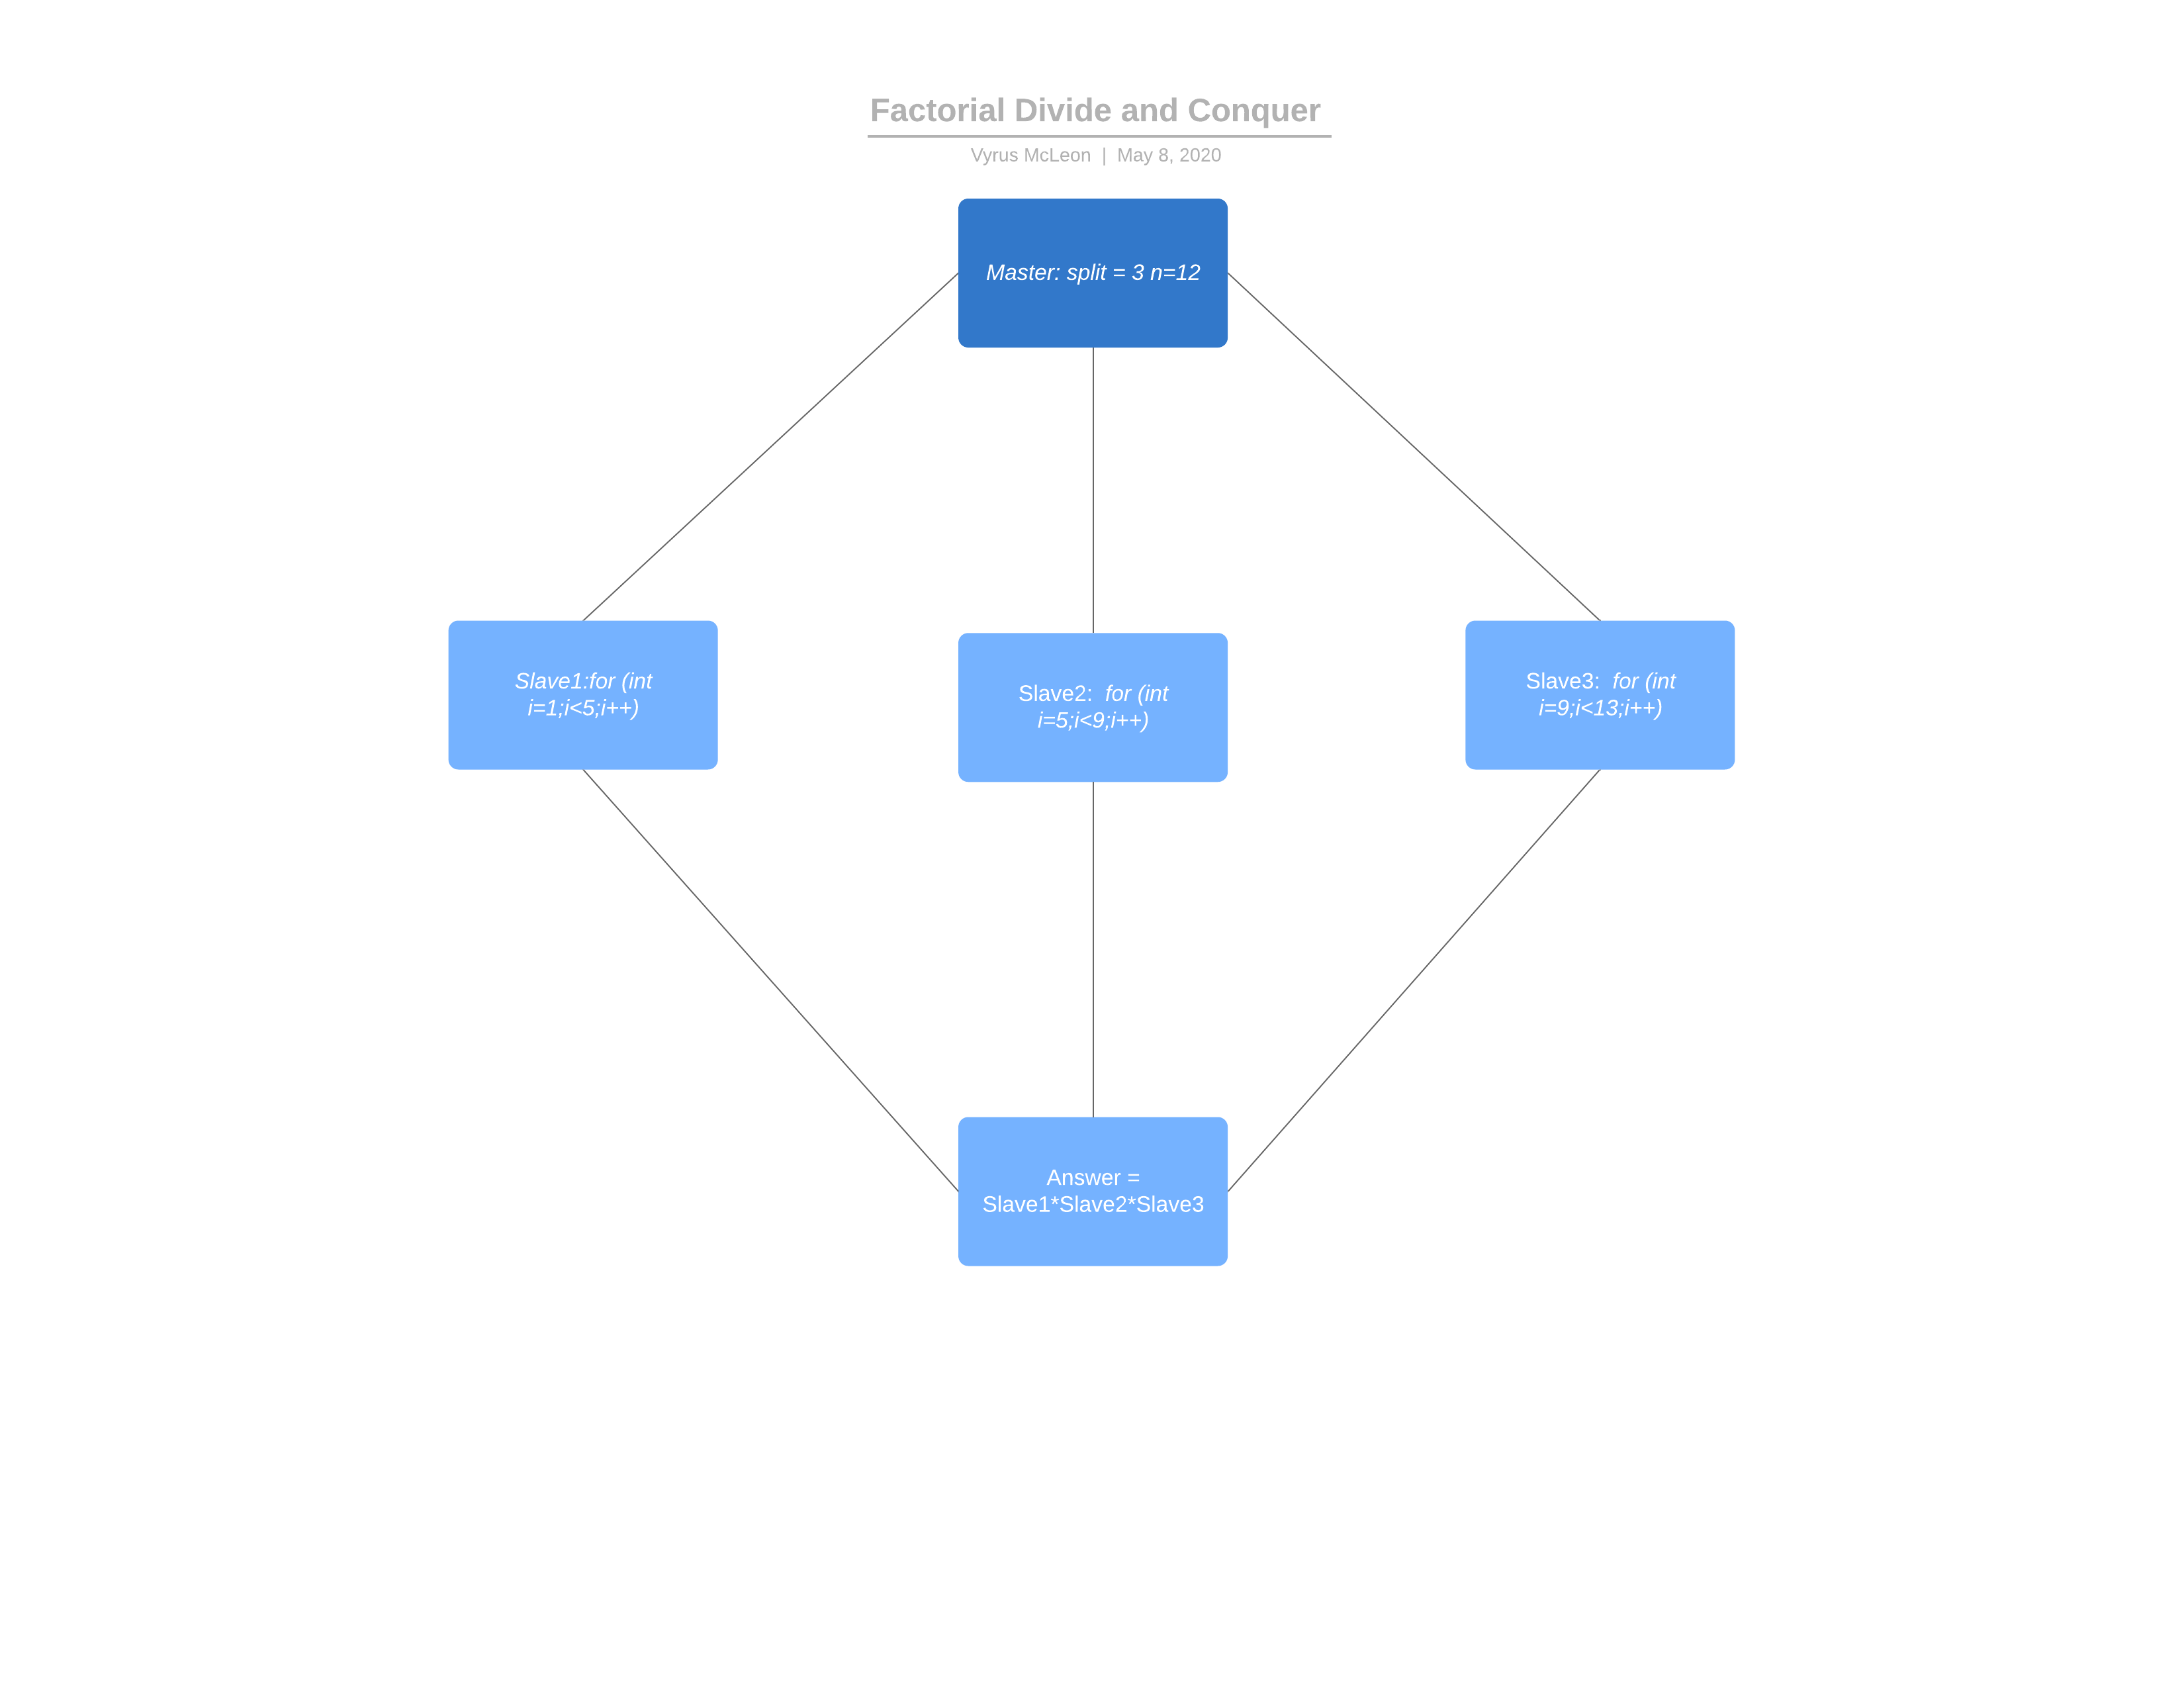 Factorial Divide and Conquer
Vyrus McLeon | May 8, 2020
Master: split = 3 n=12
Slave1:for (int
i=1;i<5;i++)
Slave2: for (int
i=5;i<9;i++)
Slave3: for (int
i=9;i<13;i++)
Answer =
Slave1*Slave2*Slave3